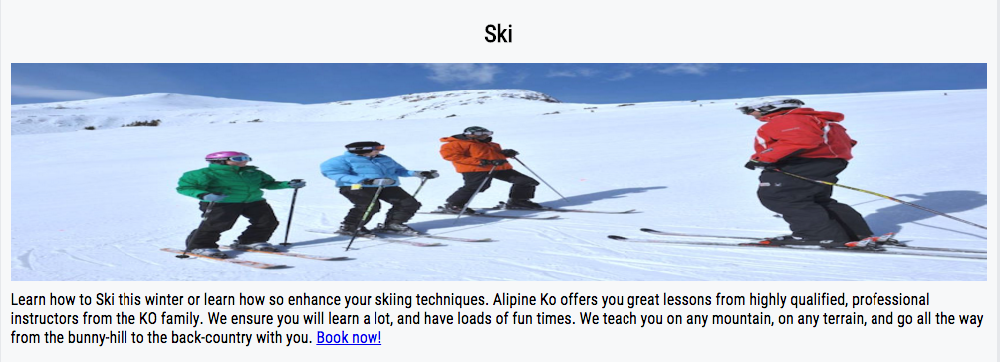 Ski
Learn how to Ski this winter or learn how so enhance your skiing techniques. Alipine Ko offers you great lessons from highly qualified, professional
instructors from the KO family. We ensure you will learn a lot, and have loads of fun times. We teach you on any mountain, on any terrain, and go all the way
from the bunny-hill to the back-country with you. Book now!